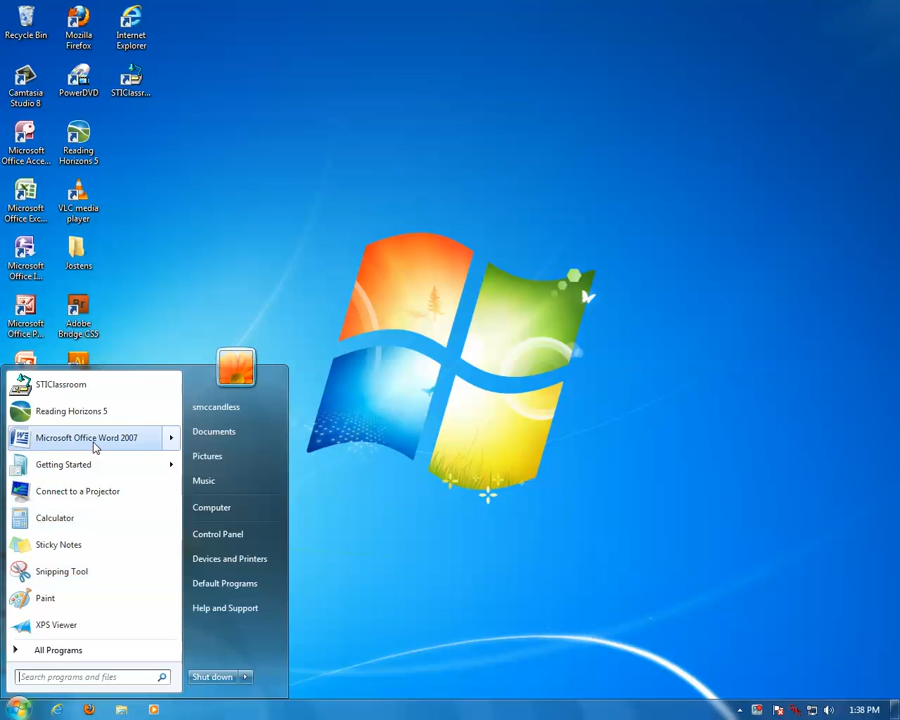 Recycle Bin
Mozilla
Firefox
Internet
Explorer
Camtasia
Studio 8
PowerDVD
STIClassr...
Microsoft
Office Acce...
Reading
Horizons 5
Microsoft
Office Exc...
VLC media
player
Microsoft
Office I...
Jostens
Microsoft
Office P...
Adobe
Bridge CS5
STIClassroom
Reading Horizons 5
Microsoft Office Word 2007
Getting Started
Connect to a Projector
Calculator
Sticky Notes
Snipping Tool
Paint
XPS Viewer
All Programs
Search programs and files
smccandless
Documents
Pictures
Music
Computer
Control Panel
Devices and Printers
Default Programs
Help and Support
Shut down
1:38 PM